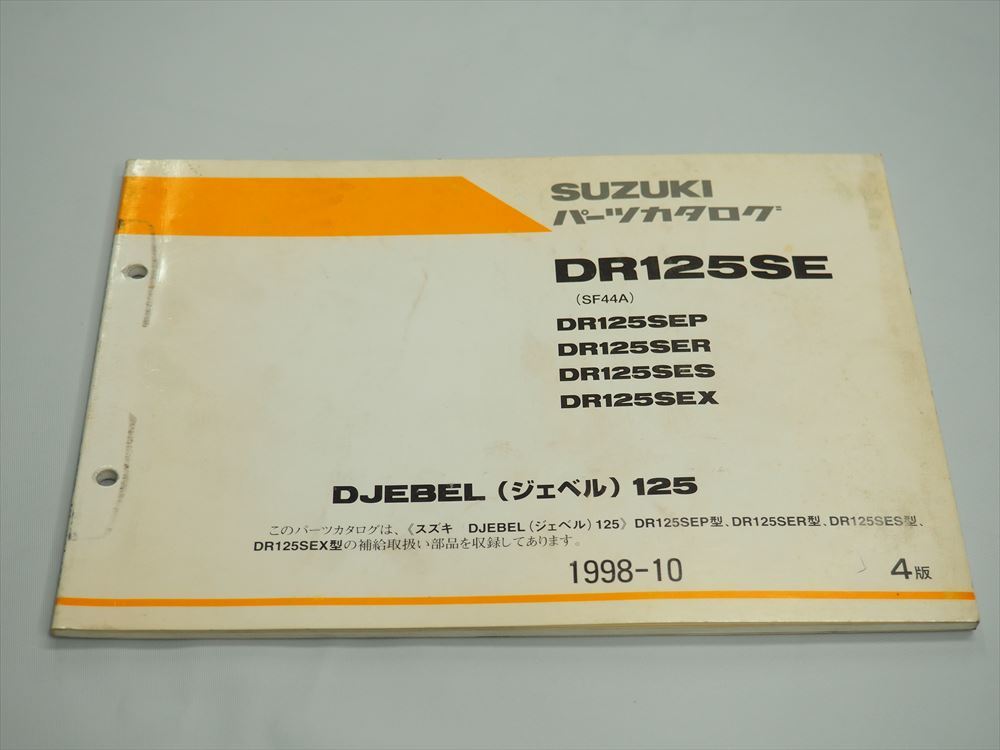 SUZUKI
パーツカタログ
DR125SE
(SF44A)
DR125SEP
DR125SER
DR125SES
DR125SEX
DJEBEL（ジェベル）125
このパーツカタログは、《スズキ DJEBEL（ジェベル）125》DR125SEP型、DR125SER型、DR125SES型、
DR125SEX型の補給取扱い部品を収録してあります。
1998-10 4版